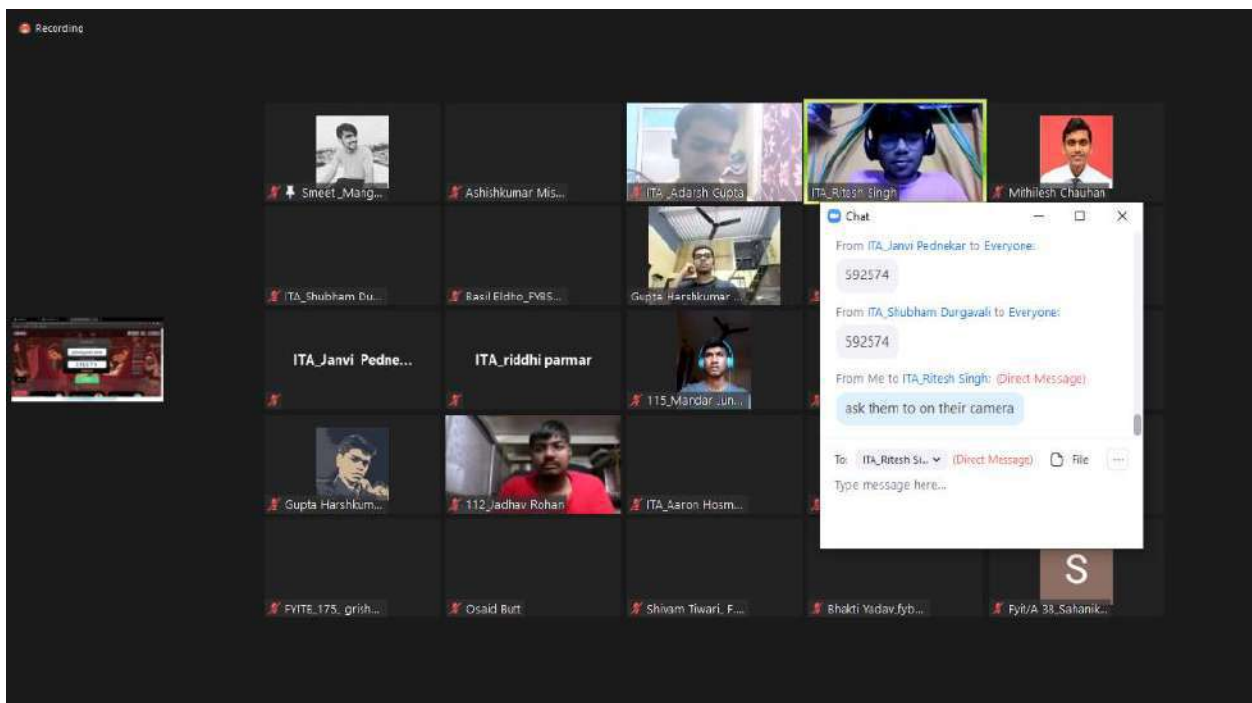 Recording
Smeet_Mang...
Ashishkumar Mis...
ITA_Adarsh Gupta
ITA_Ritesh Singh
Mithilesh Chauhan
ITA_Shubham Du...
Basil Eldho_FYBS...
Gupta Harshkumar ...
ITA_Janvi Pedne...
ITA_riddhi parmar
115_Mandar Jun...
Gupta Harshkum...
112_Jadhav Rohan
ITA_Aaron Hosm...
FYITE_175_ grish...
Osaid Butt
Shivam Tiwari_ F...
Bhakti Yadav.fyb...
S
Fyit/A 38_Sahanik...
Chat
From ITA_Janvi Pednekar to Everyone:
592574
From ITA_Shubham Durgavali to Everyone:
592574
From Me to ITA_Ritesh Singh: (Direct Message)
ask them to on their camera
To: ITA_Ritesh Si... (Direct Message) File ...
Type message here...